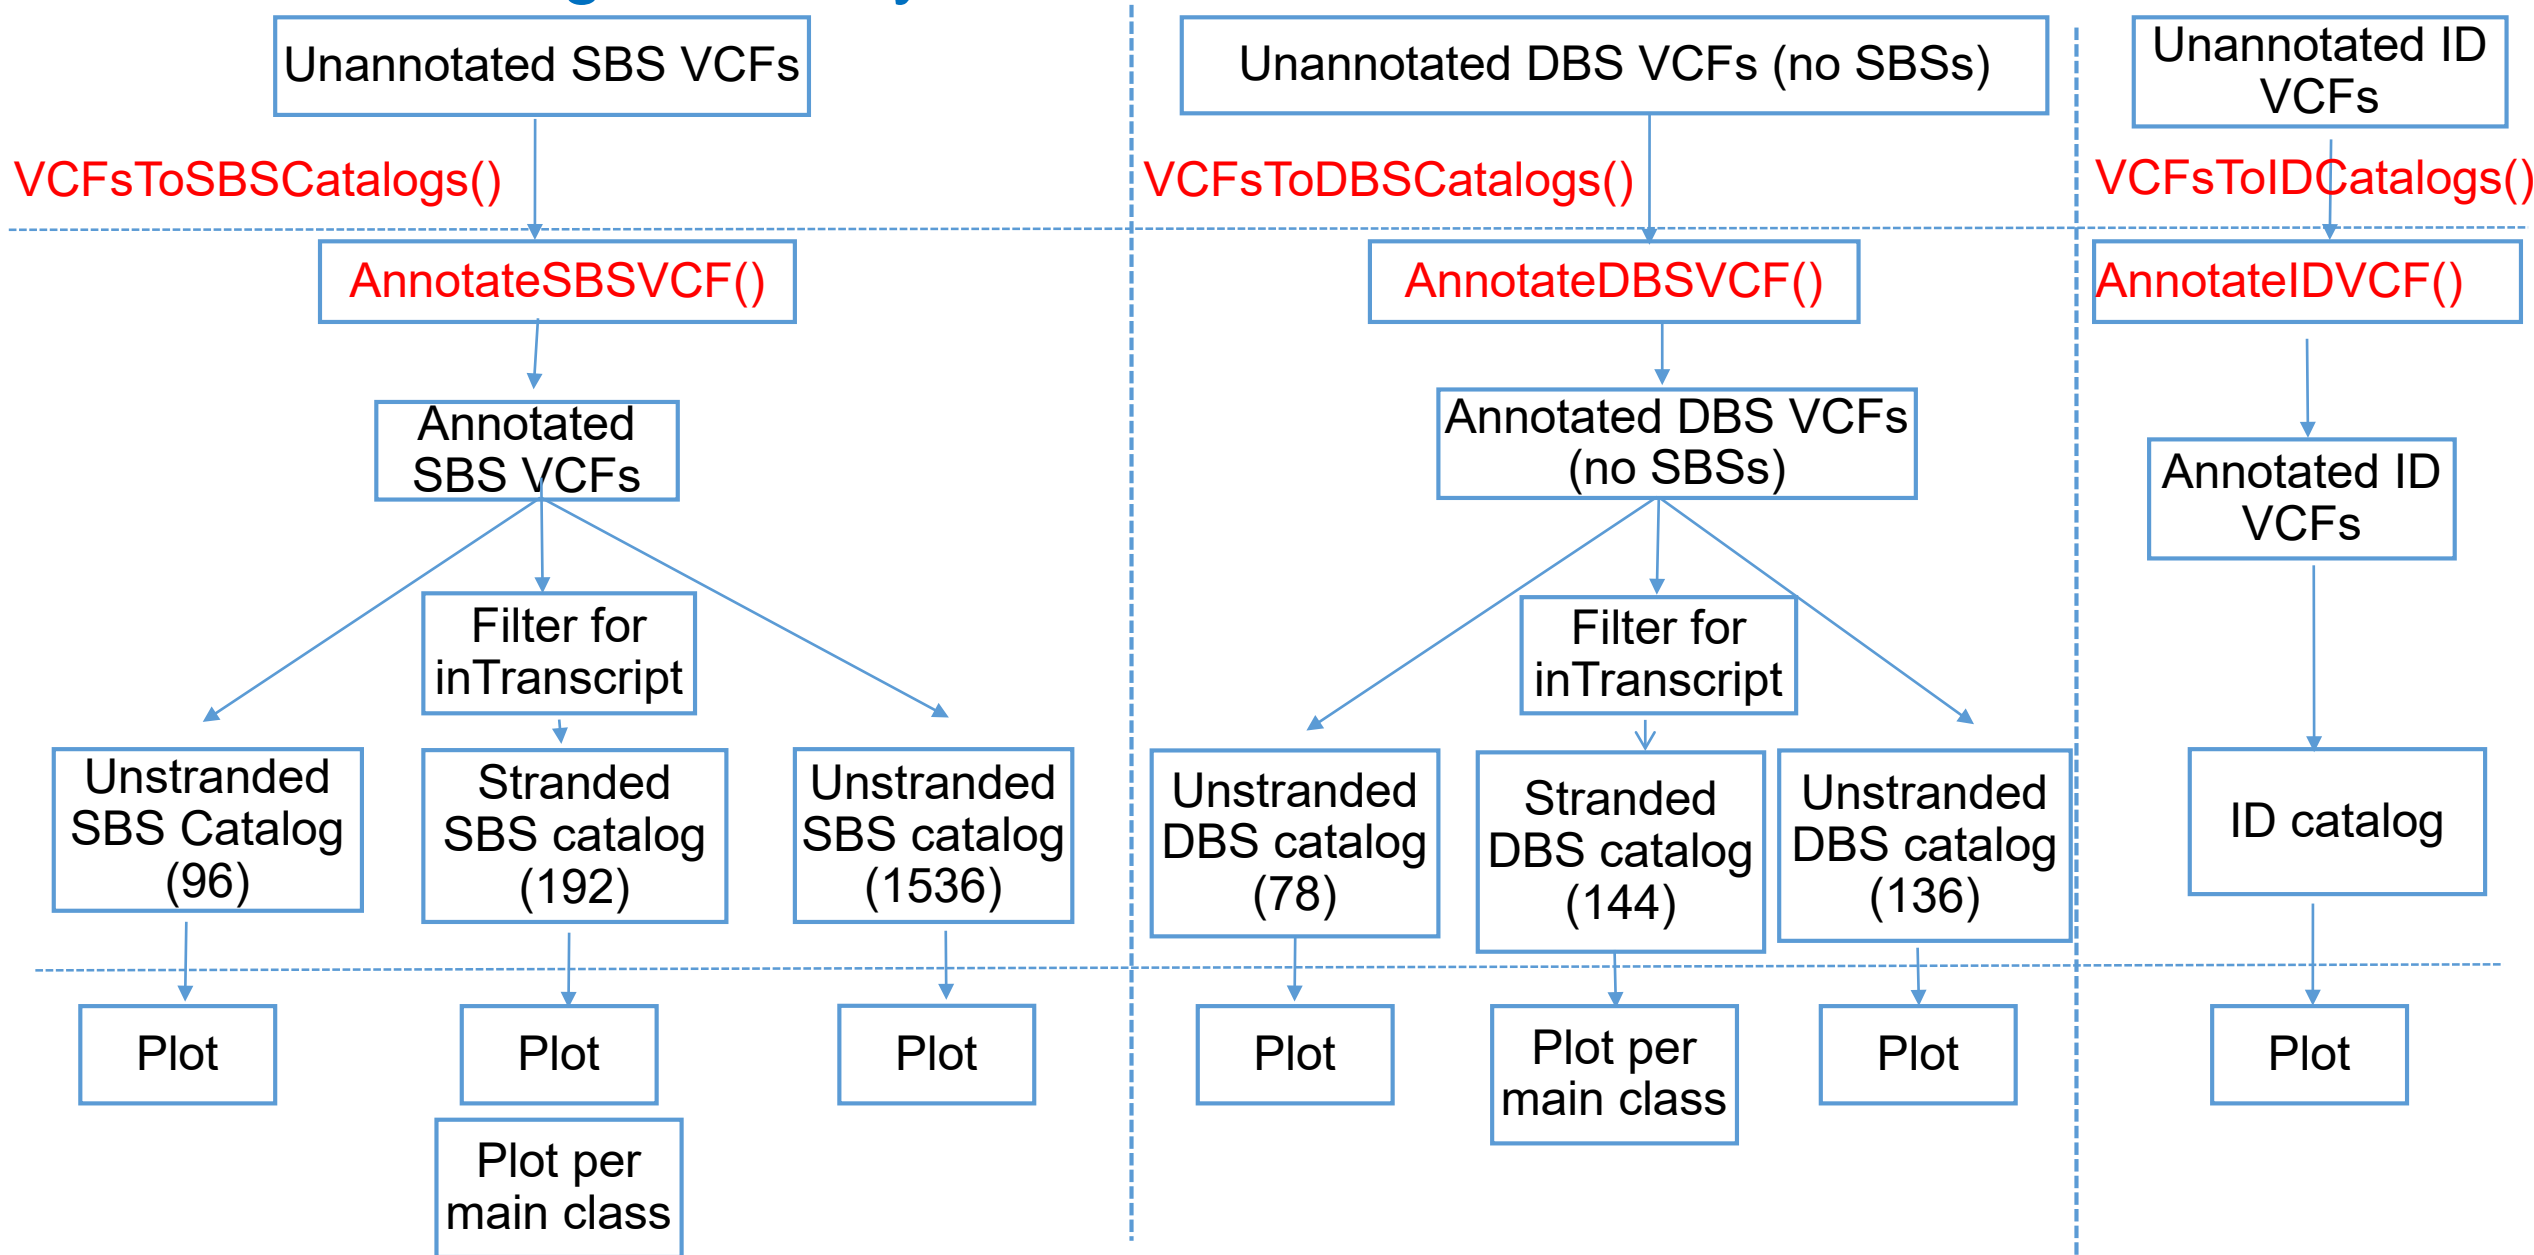 Unannotated SBS VCFs
Unannotated DBS VCFs (no SBSs)
Unannotated ID
VCFs
VCFsToSBSCatalogs()
VCFsToDBSCatalogs()
VCFsToIDCatalogs()
AnnotateSBSVCF()
AnnotateDBSVCF()
AnnotateIDVCF()
Annotated
SBS VCFs
Annotated DBS VCFs
(no SBSs)
Annotated ID
VCFs
Filter for
inTranscript
Filter for
inTranscript
Unstranded
SBS Catalog
(96)
Stranded
SBS catalog
(192)
Unstranded
SBS catalog
(1536)
Unstranded
DBS catalog
(78)
Stranded
DBS catalog
(144)
Unstranded
DBS catalog
(136)
ID catalog
Plot
Plot
Plot
Plot
Plot per
main class
Plot
Plot
Plot per
main class